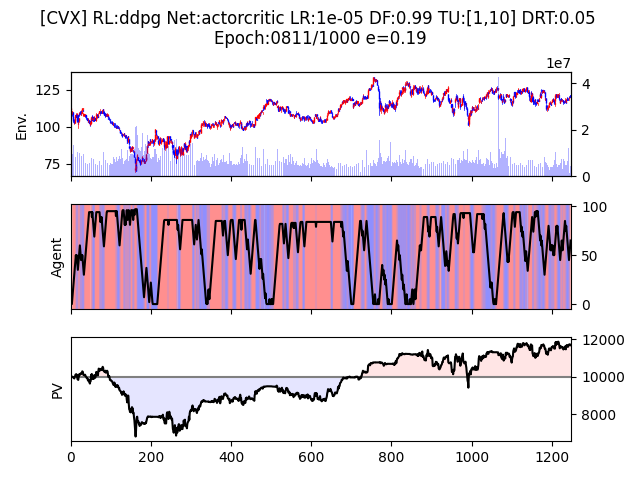 [CVX] RL:ddpg Net:actorcritic LR:1e-05 DF:0.99 TU:[1,10] DRT:0.05
Epoch:0811/1000 e=0.19
1e7
Env.
125
100
75
4
2
0
Agent
100
50
0
PV
12000
10000
8000
0 200 400 600 800 1000 1200